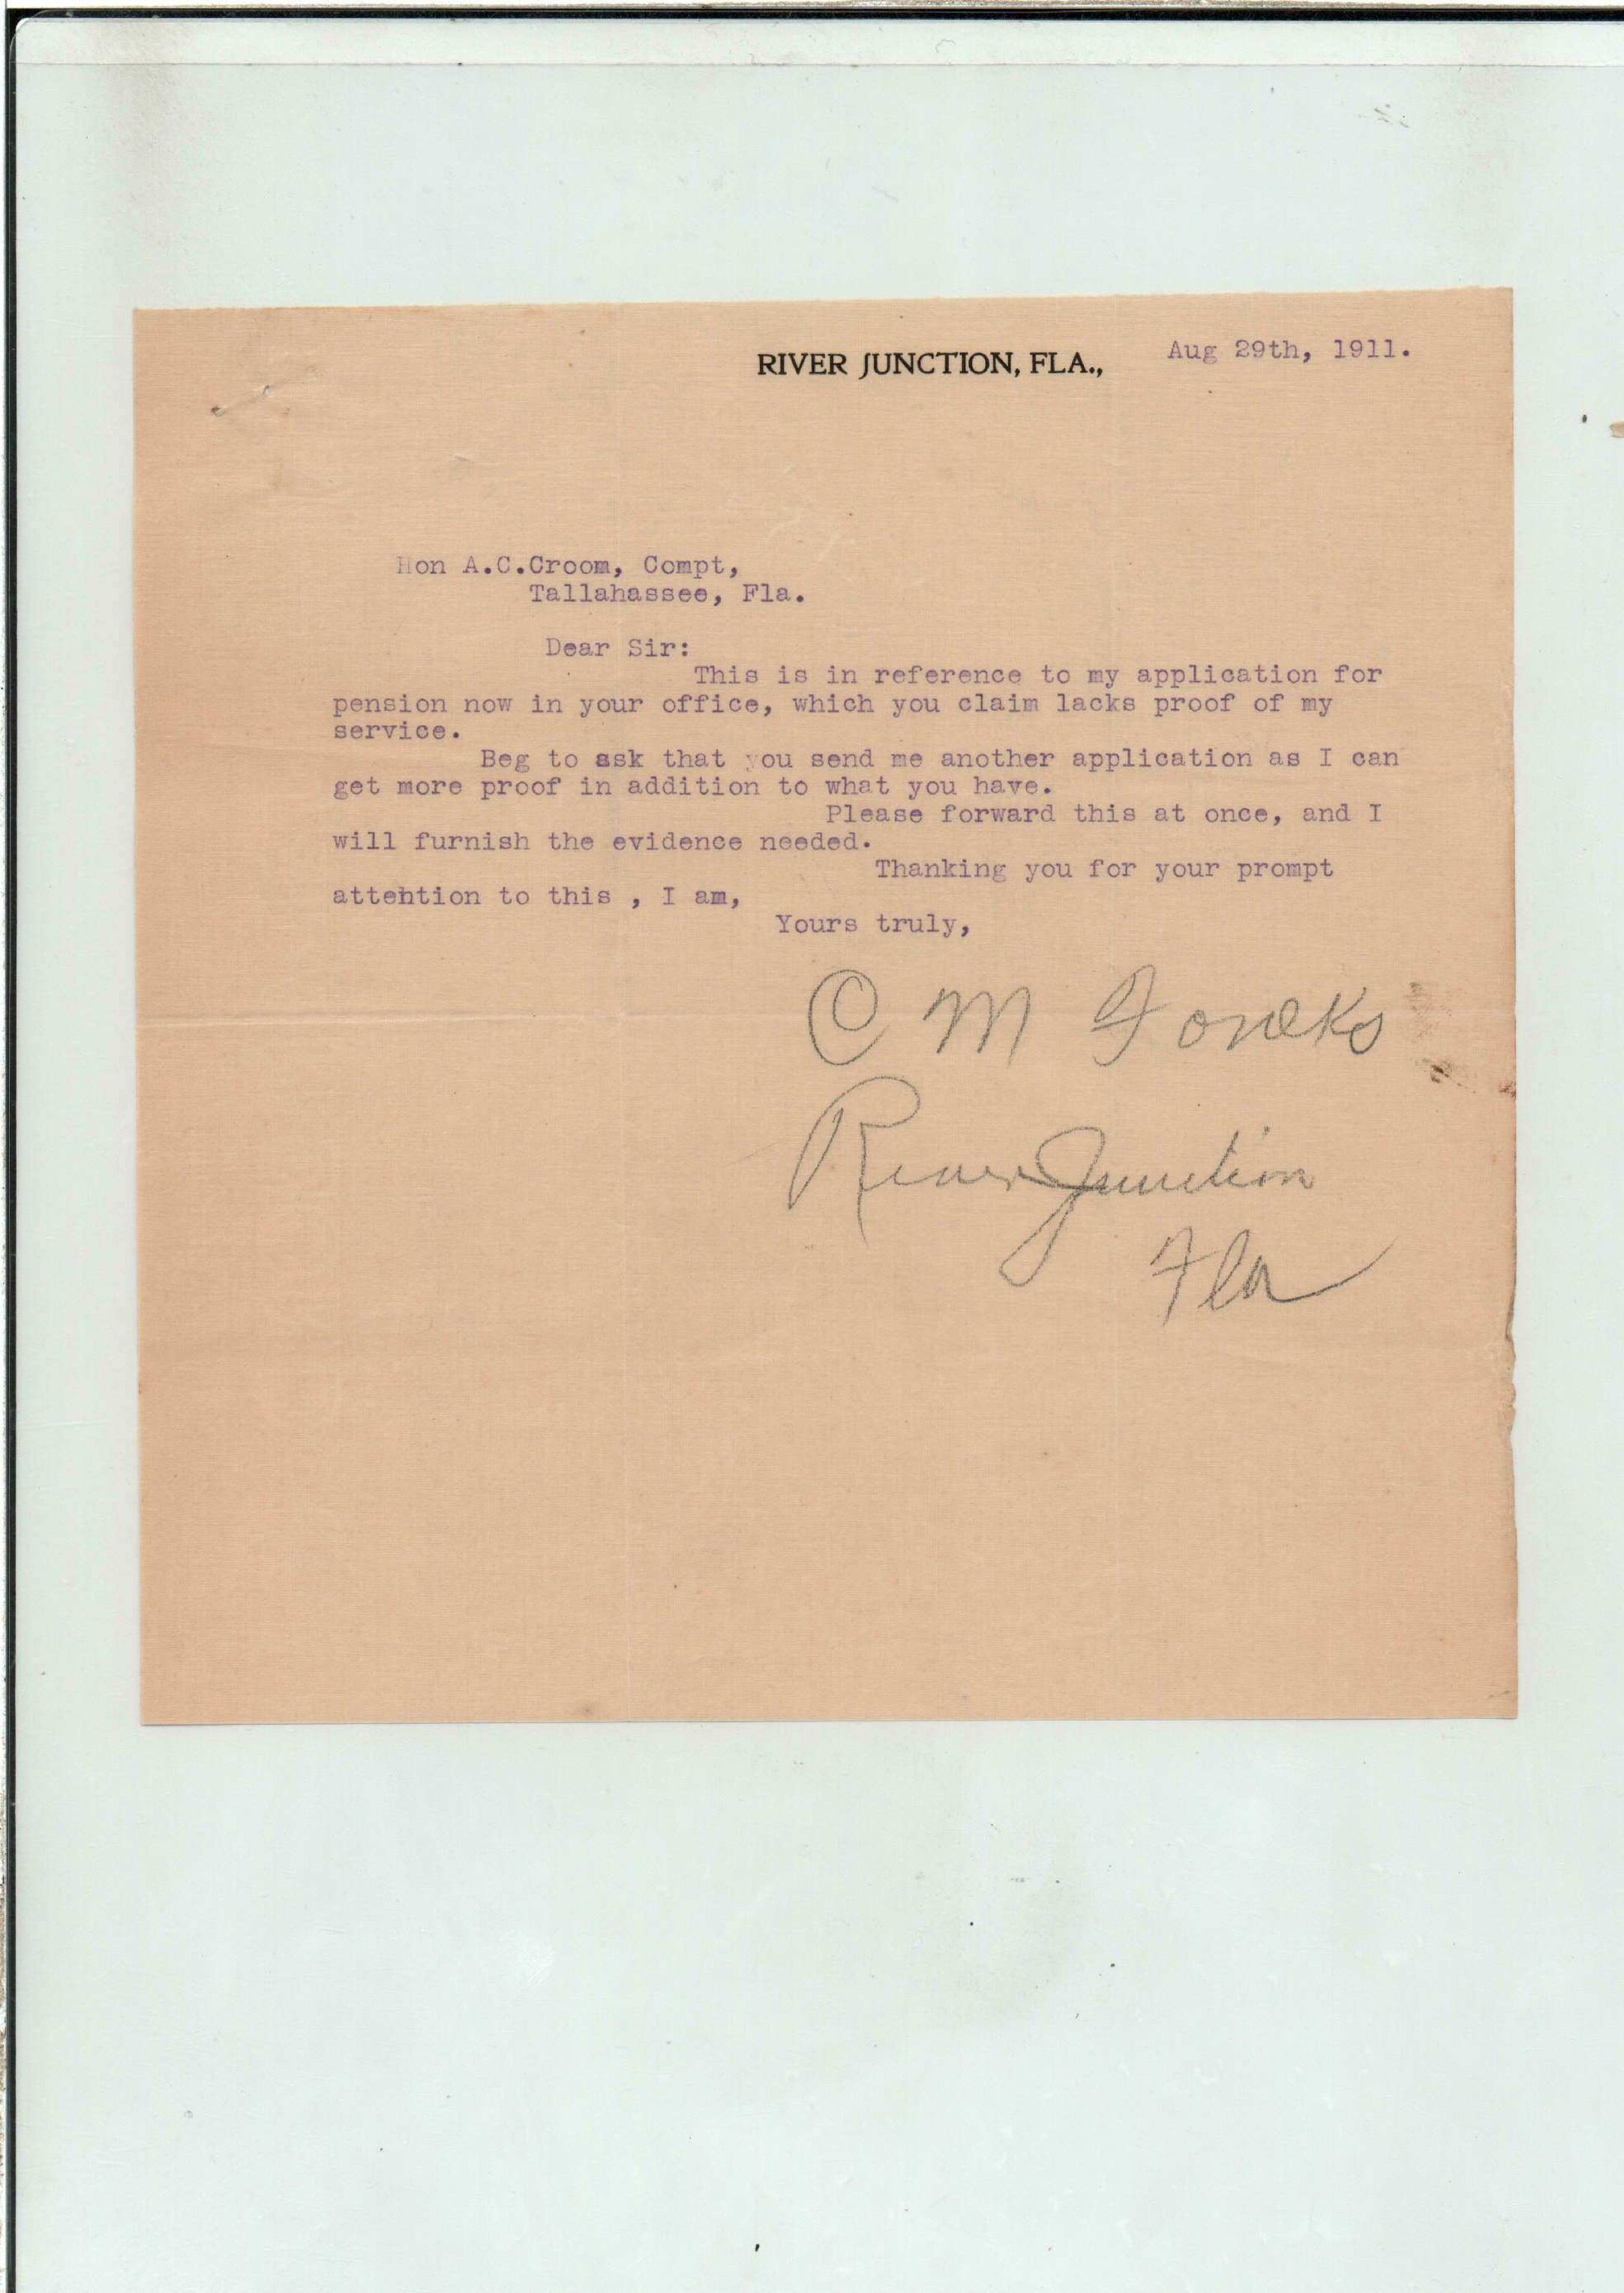 RIVER JUNCTION, FLA., Aug 29th, 1911.
Hon A.C.Croom, Compt,
Tallahassee, Fla.
Dear Sir:
This is in reference to my application for
pension now in your office, which you claim lacks proof of my
service.
Beg to ask that you send me another application as I can
get more proof in addition to what you have.
Please forward this at once, and I
will furnish the evidence needed.
Thanking you for your prompt
attention to this , I am,
Yours truly,
C M
River Junction
Fla